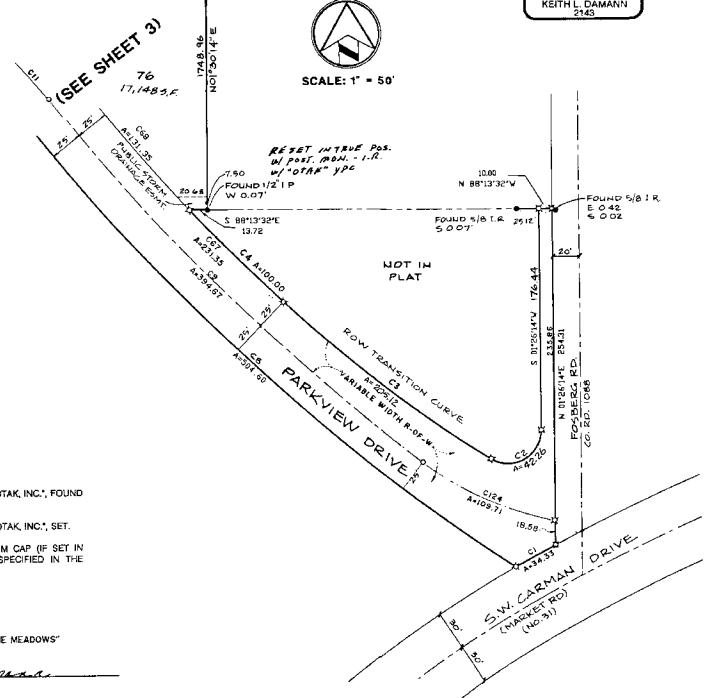 KEITH L. DAMANN
2143
(SEE SHEET 3)
1748.96
N01°30'14"E
SCALE: 1" = 50'
C11
76
17,148 S.F.
25'
25'
C68
A=131.35
PUBLIC STORM
DRAINAGE ESMT.
RESET IN TRUE POS.
W/ POST. MON. - I.R.
W/ "OTAK" YPC
7.50
FOUND 1/2" I P
W 0.07'
20.65
S 88°13'32"E
13.72
10.00
N 88°13'32"W
FOUND 5/8 I.R
S 0.07'
25.12
FOUND 5/8 I.R.
E 0.42
S 0.02
20'
NOT IN
PLAT
C67
A=231.35
C4 A=100.00
C9
A=394.67
25'
25'
C8
A=504.60
ROW TRANSITION CURVE
C3
A=205.12
VARIABLE WIDTH R-OF-W
PARKVIEW DRIVE
25'
S 01°26'14"W 176.44
235.86
N 01°26'14"E 254.31
FOSBERG RD.
CO. RD. 1088
C2
A=42.26
C124
A=109.71
18.58
C1
A=34.33
S.W. CARMAN DRIVE
(MARKET RD)
(NO. 31)
30'
30'
OTAK, INC.", FOUND
OTAK, INC.", SET.
M CAP (IF SET IN
SPECIFIED IN THE
E MEADOWS"